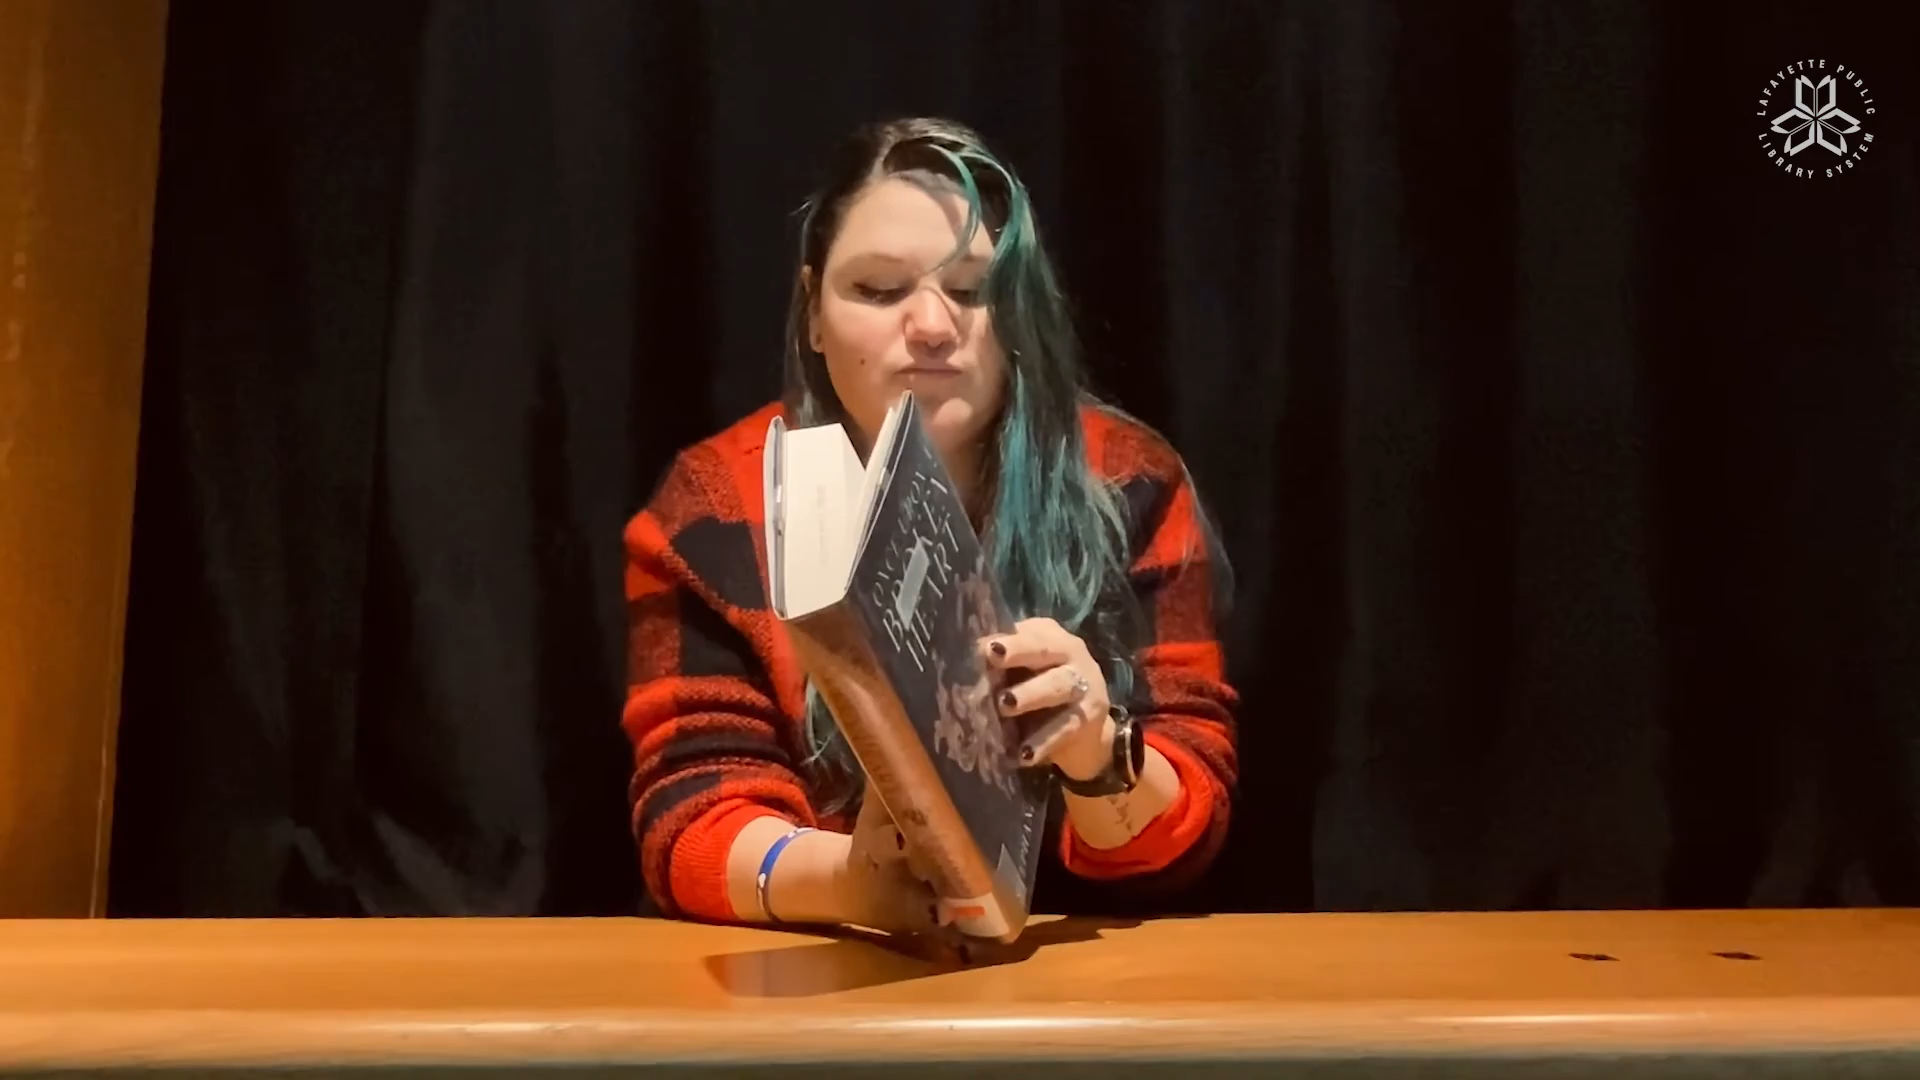 LAFAYETTE PUBLIC
LIBRARY SYSTEM
ONCE UPON A
BROKEN
HEART